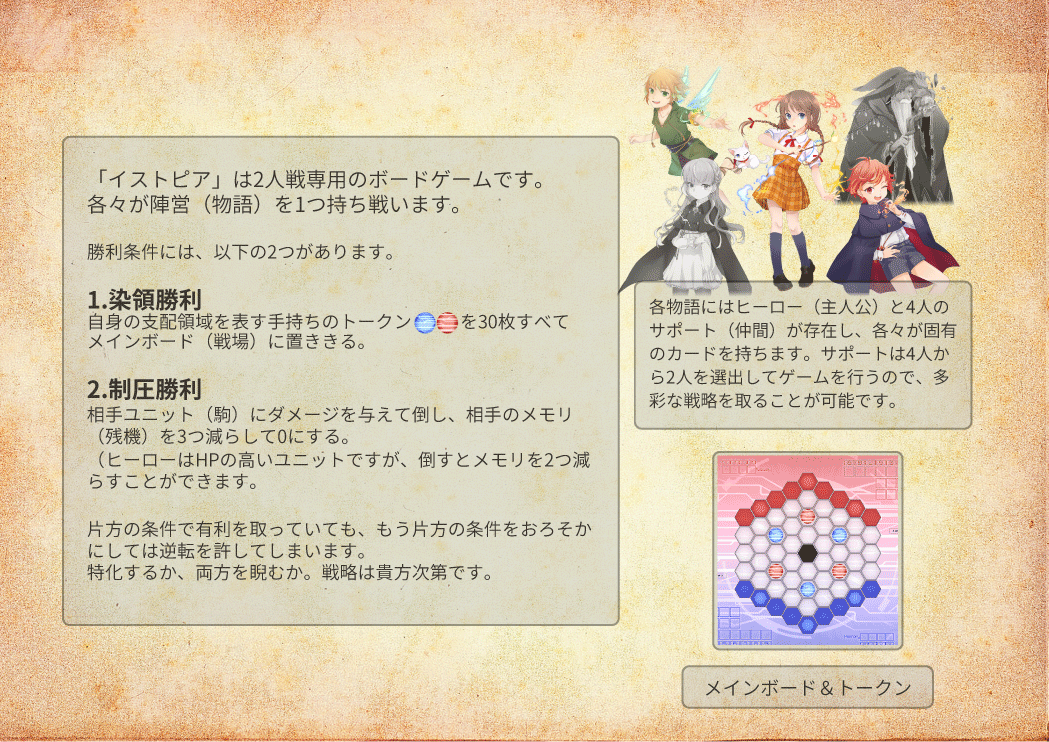 「イストピア」は2人戦専用のボードゲームです。
各々が陣営（物語）を1つ持ち戦います。
勝利条件には、以下の2つがあります。
1.染領勝利
自身の支配領域を表す手持ちのトークン を30枚すべて
メインボード（戦場）に置ききる。
2.制圧勝利
相手ユニット（駒）にダメージを与えて倒し、相手のメモリ
（残機）を3つ減らして0にする。
（ヒーローはHPの高いユニットですが、倒すとメモリを2つ減
らすことができます。
片方の条件で有利を取っていても、もう片方の条件をおろそか
にしては逆転を許してしまいます。
特化するか、両方を睨むか。戦略は貴方次第です。
各物語にはヒーロー（主人公）と4人の
サポート（仲間）が存在し、各々が固有
のカードを持ちます。サポートは4人か
ら2人を選出してゲームを行うので、多
彩な戦略を取ることが可能です。
メインボード＆トークン